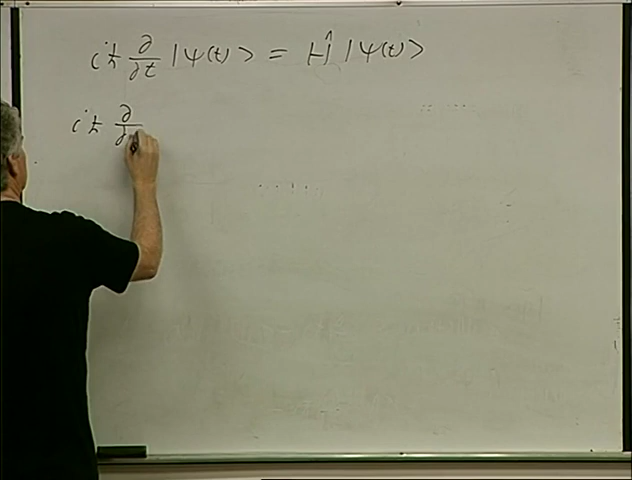 iħ ∂/∂t |ψ(t)> = Ĥ |ψ(t)>
iħ ∂/∂